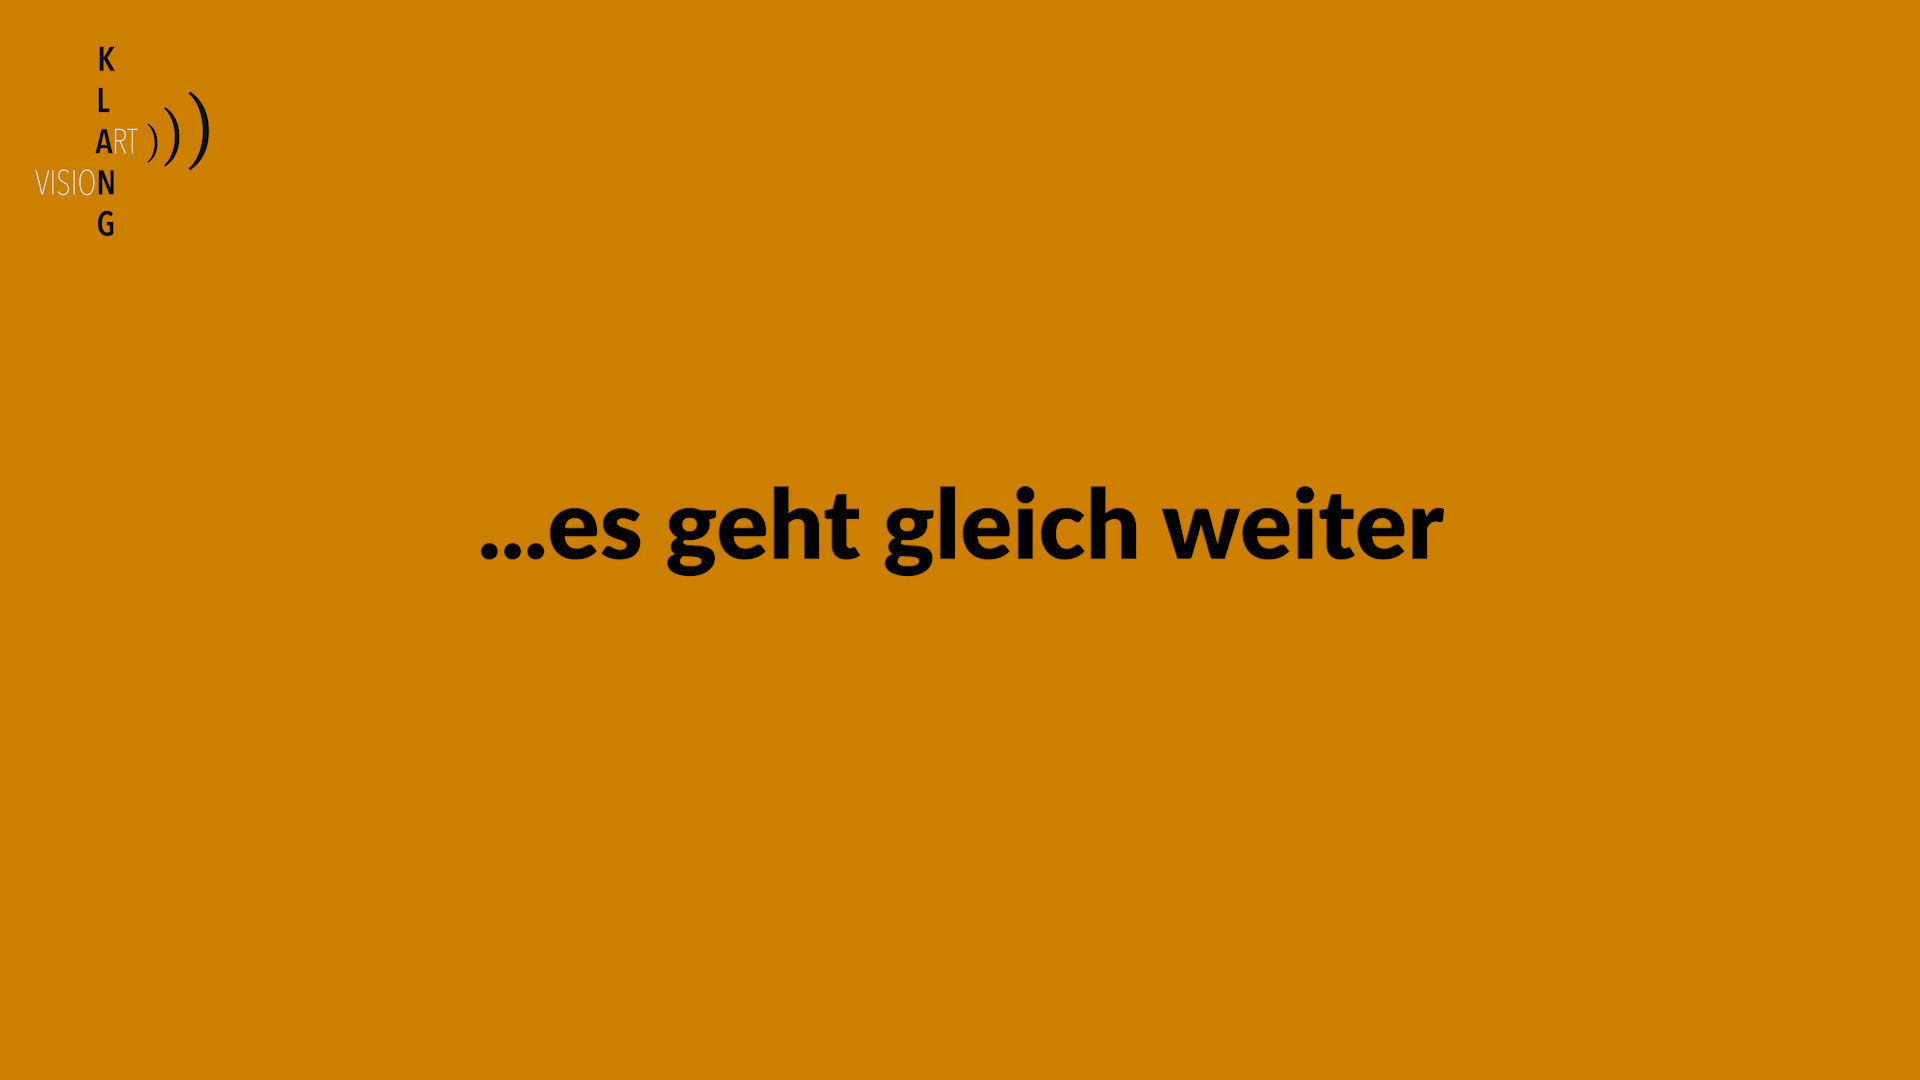 K
L
ART )))
VISION
G
...es geht gleich weiter